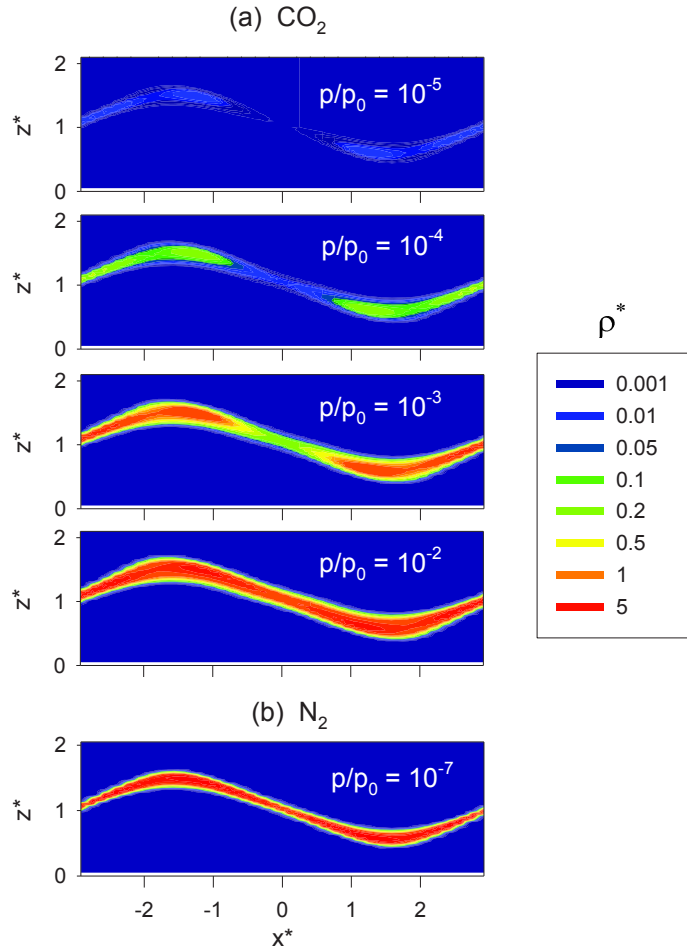 (a) CO₂
p/p₀ = 10⁻⁵
z*
2
1
0
p/p₀ = 10⁻⁴
z*
2
1
0
p/p₀ = 10⁻³
z*
2
1
0
p/p₀ = 10⁻²
z*
2
1
0
(b) N₂
p/p₀ = 10⁻⁷
z*
2
1
0
-2 -1 0 1 2
x*
ρ*
0.001
0.01
0.05
0.1
0.2
0.5
1
5